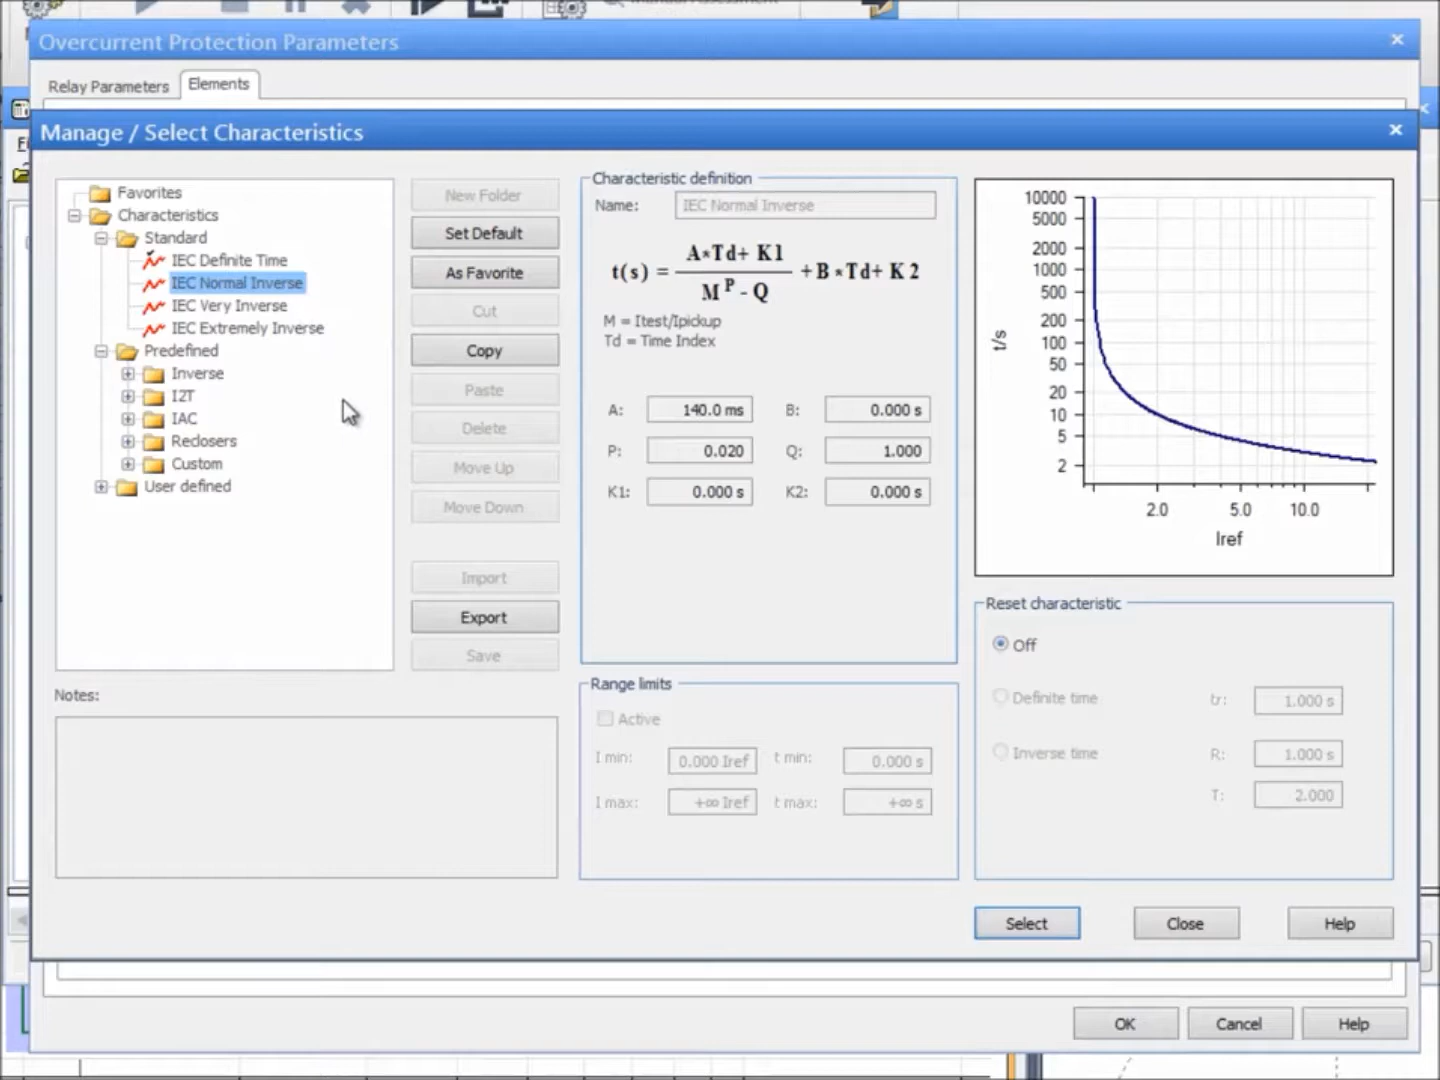 Manual Assessment
Overcurrent Protection Parameters
Relay Parameters
Elements
Manage / Select Characteristics
Favorites
Characteristics
Standard
IEC Definite Time
IEC Normal Inverse
IEC Very Inverse
IEC Extremely Inverse
Predefined
Inverse
I2T
IAC
Reclosers
Custom
User defined
Notes:
New Folder
Set Default
As Favorite
Cut
Copy
Paste
Delete
Move Up
Move Down
Import
Export
Save
Characteristic definition
Name: IEC Normal Inverse
t(s) = A*Td+ K1 / M^P - Q + B *Td+ K 2
M = Itest/Ipickup
Td = Time Index
A: 140.0 ms B: 0.000 s
P: 0.020 Q: 1.000
K1: 0.000 s K2: 0.000 s
Range limits
Active
I min: 0.000 Iref t min: 0.000 s
I max: +∞ Iref t max: +∞ s
10000
5000
2000
1000
500
200
100
50
20
10
5
2
t/s
2.0 5.0 10.0
Iref
Reset characteristic
Off
Definite time tr: 1.000 s
Inverse time R: 1.000 s
T: 2.000
Select Close Help
OK Cancel Help